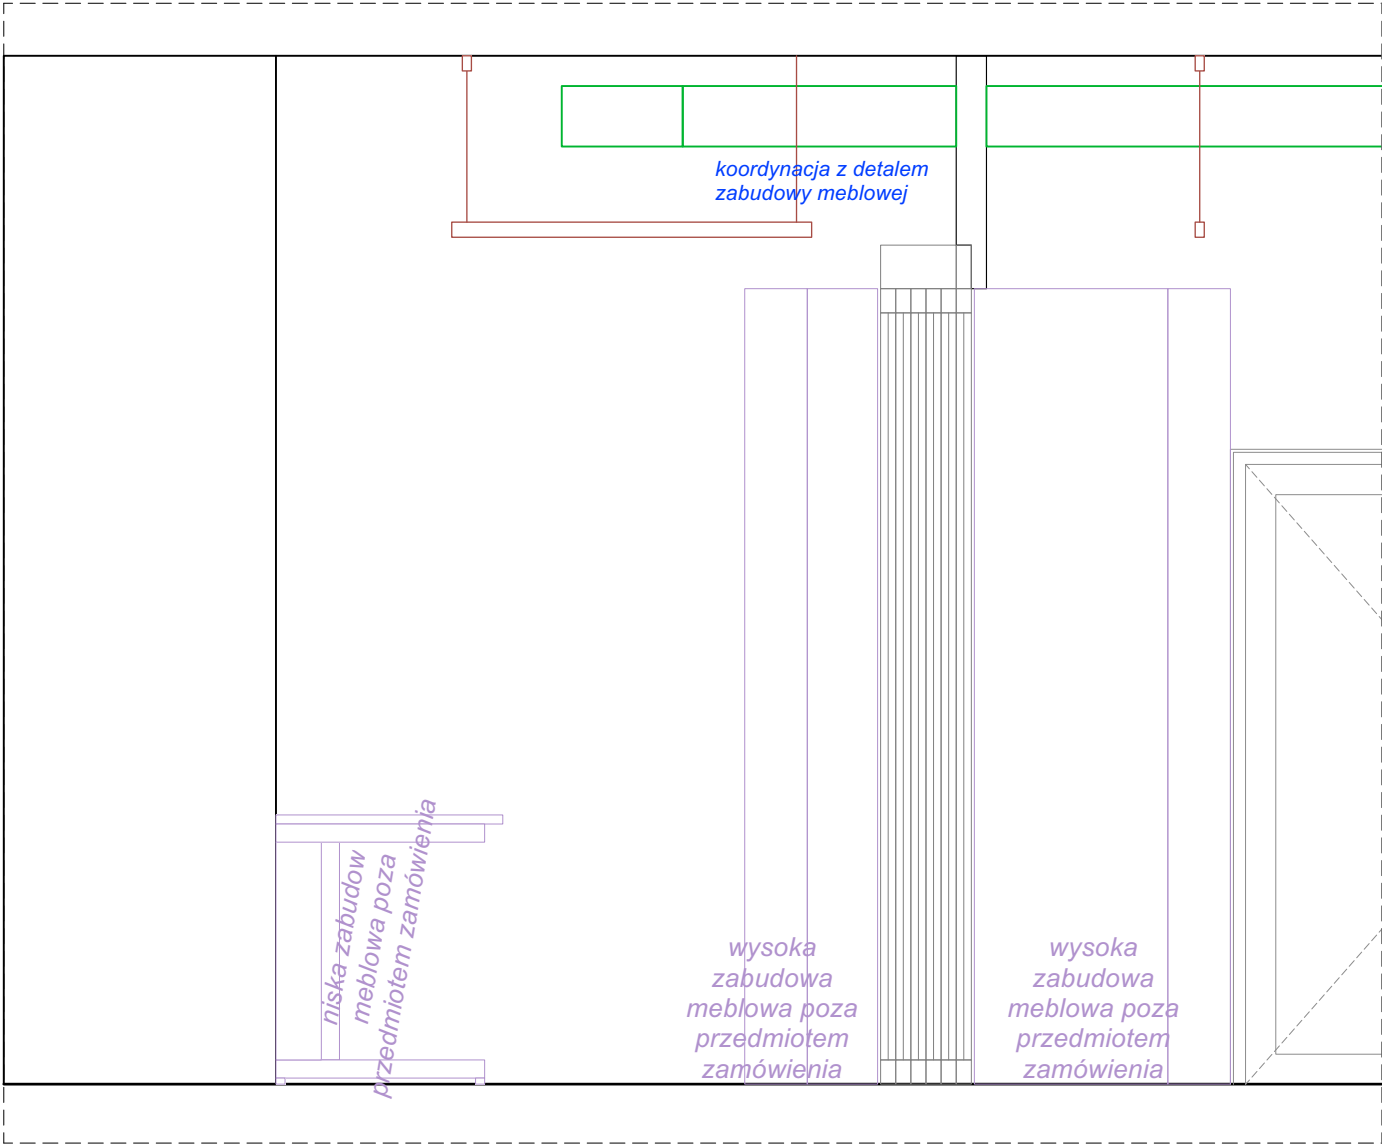 koordynacja z detalem
zabudowy meblowej
niska zabudow
meblowa poza
przedmiotem zamówienia
wysoka
zabudowa
meblowa poza
przedmiotem
zamówienia
wysoka
zabudowa
meblowa poza
przedmiotem
zamówienia